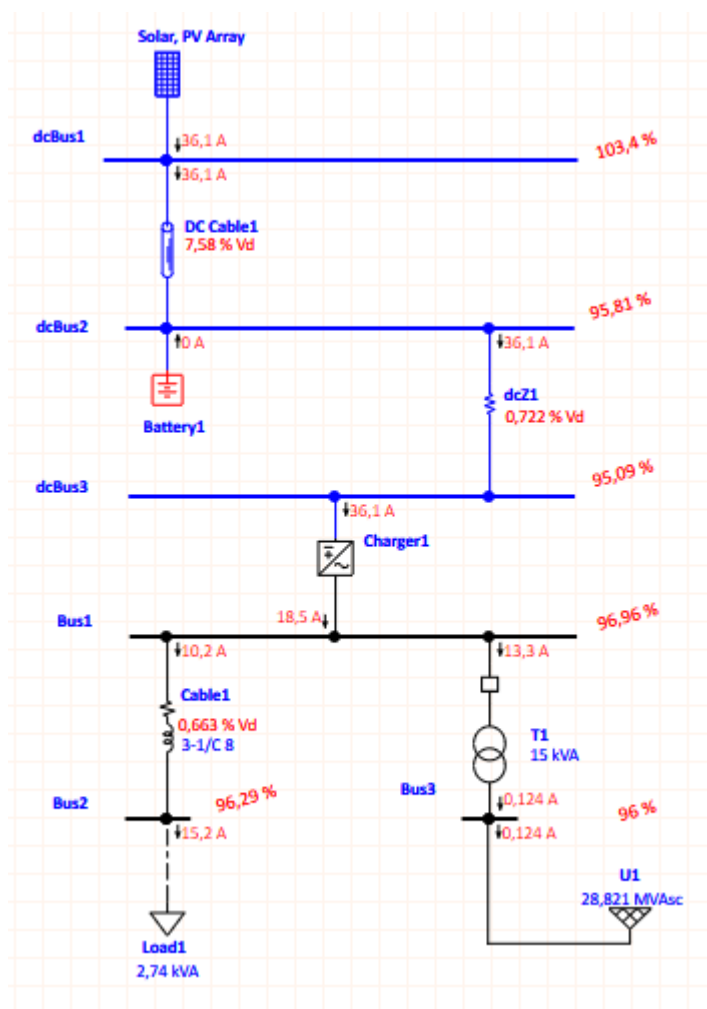 Solar, PV Array
dcBus1
36,1 A
103,4 %
36,1 A
DC Cable1
7,58 % Vd
dcBus2
95,81 %
0 A
36,1 A
Battery1
dcZ1
0,722 % Vd
dcBus3
95,09 %
36,1 A
Charger1
18,5 A
Bus1
96,96 %
10,2 A
13,3 A
Cable1
0,663 % Vd
3-1/C 8
T1
15 kVA
Bus2
96,29 %
15,2 A
Bus3
0,124 A
96 %
0,124 A
U1
28,821 MVAsc
Load1
2,74 kVA